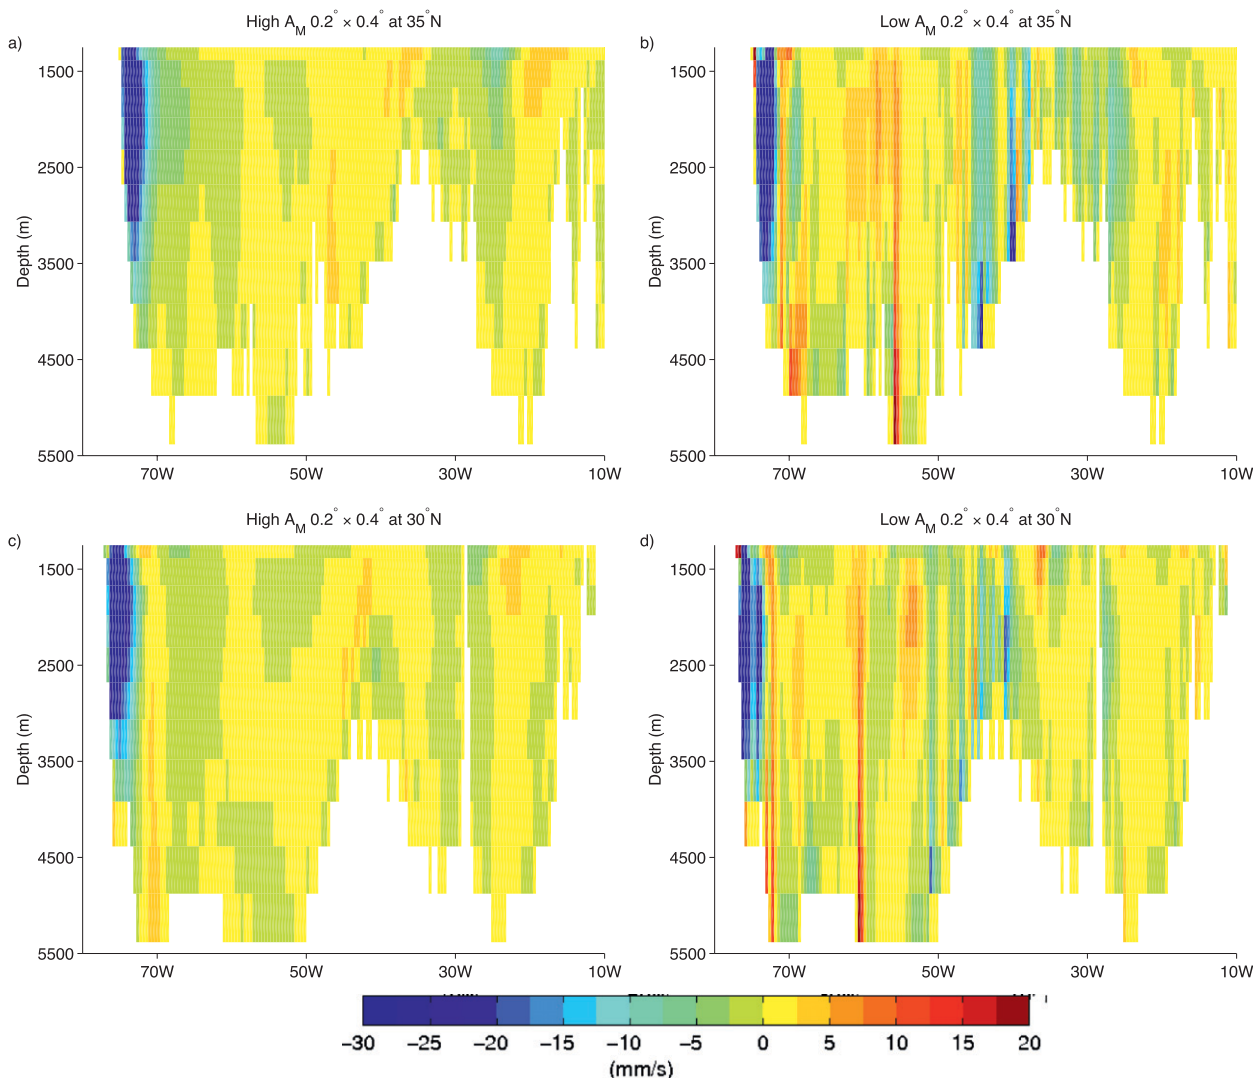 High A_M 0.2° × 0.4° at 35°N
Low A_M 0.2° × 0.4° at 35°N
a)
b)
1500
2500
3500
4500
5500
Depth (m)
70W
50W
30W
10W
1500
2500
3500
4500
5500
Depth (m)
70W
50W
30W
10W
High A_M 0.2° × 0.4° at 30°N
Low A_M 0.2° × 0.4° at 30°N
c)
d)
1500
2500
3500
4500
5500
Depth (m)
70W
50W
30W
10W
1500
2500
3500
4500
5500
Depth (m)
70W
50W
30W
10W
−30 −25 −20 −15 −10 −5 0 5 10 15 20
(mm/s)